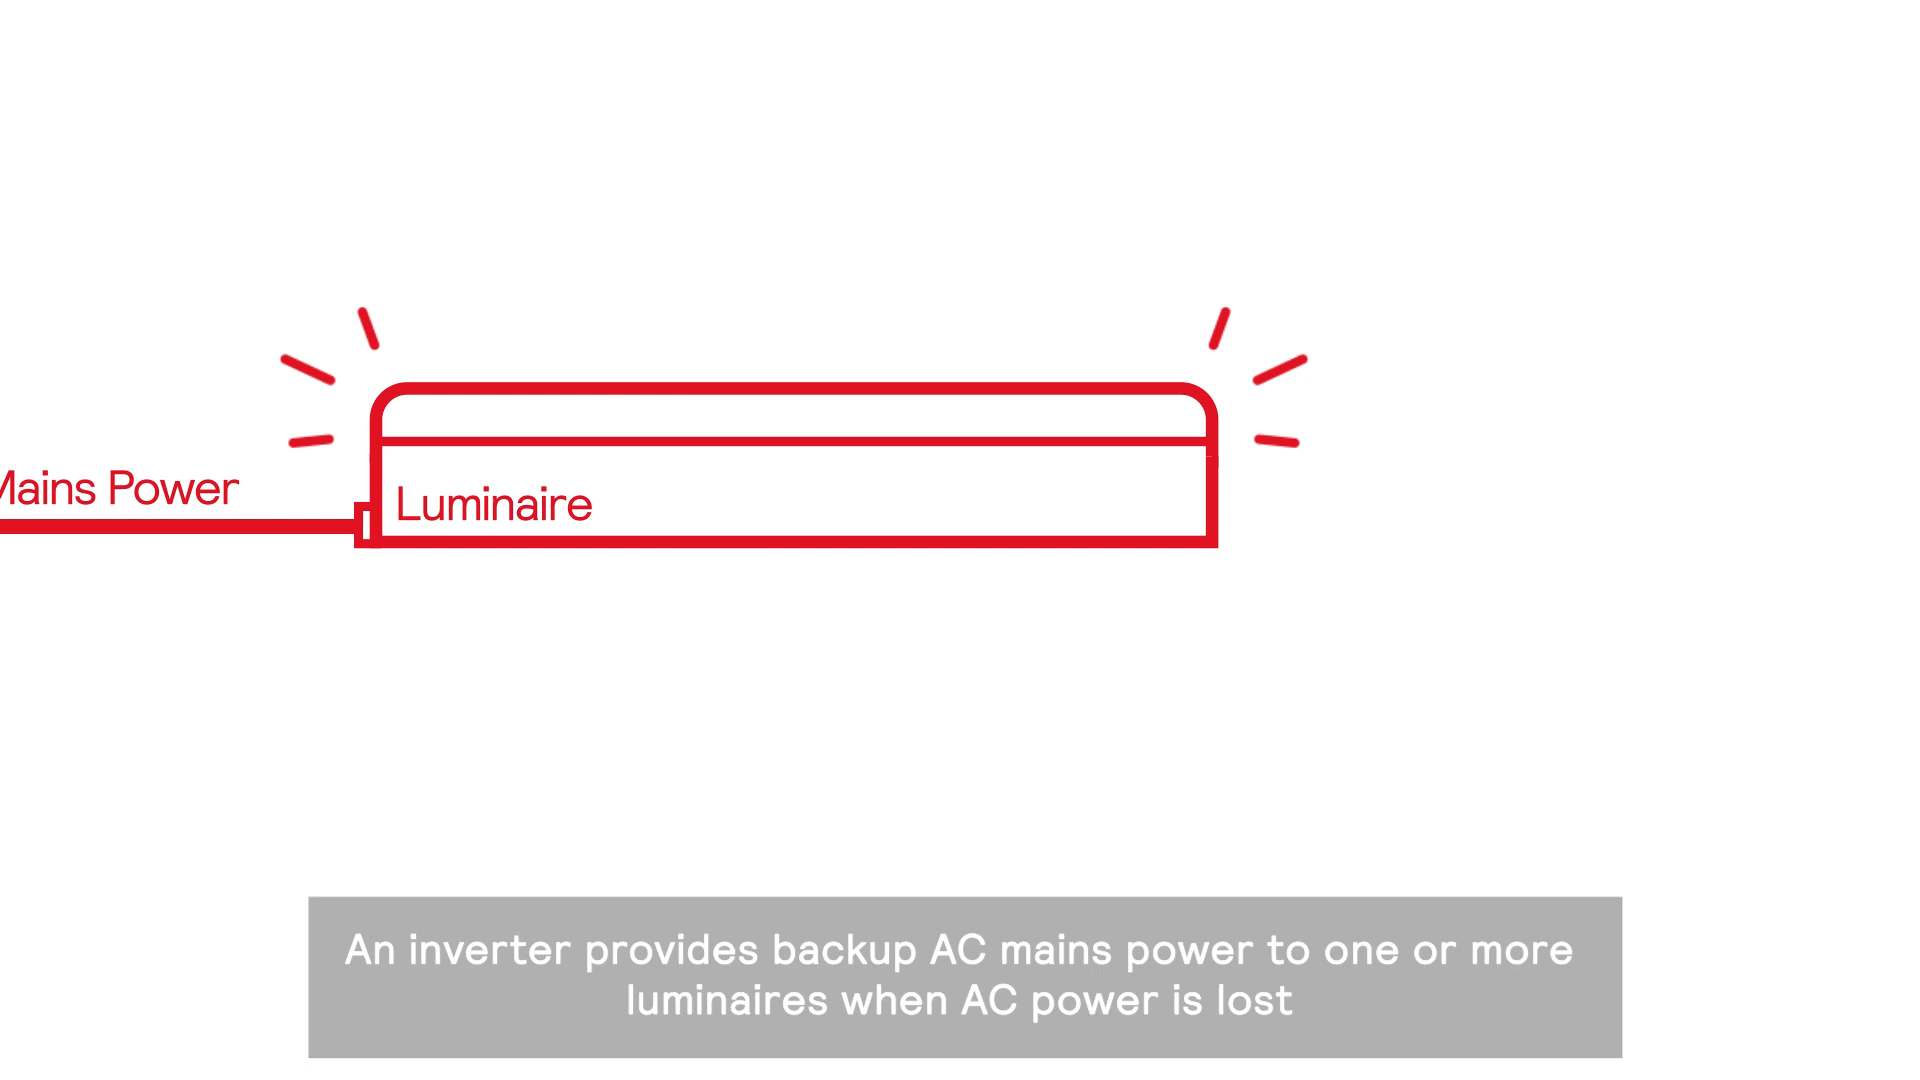 Mains Power
Luminaire
An inverter provides backup AC mains power to one or more
luminaires when AC power is lost